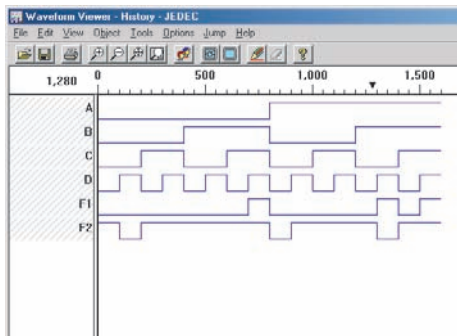 Waveform Viewer - History - JEDEC
File Edit View Object Tools Options Jump Help
1,280 0 500 1.000 1.500
A
B
C
D
F1
F2